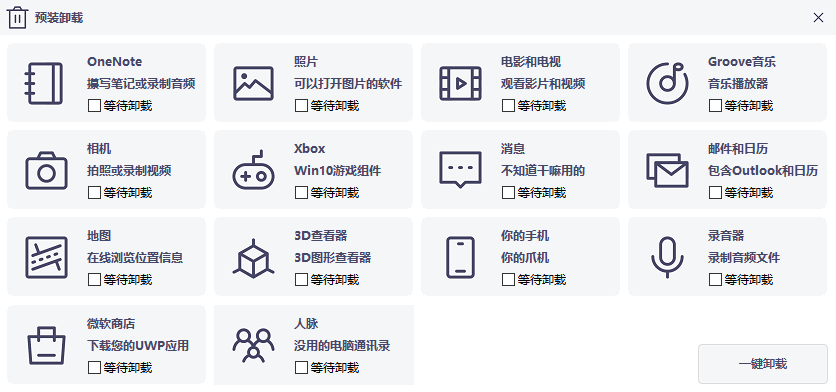 预装卸载
OneNote
撰写笔记或录制音频
等待卸载
照片
可以打开图片的软件
等待卸载
电影和电视
观看影片和视频
等待卸载
Groove音乐
音乐播放器
等待卸载
相机
拍照或录制视频
等待卸载
Xbox
Win10游戏组件
等待卸载
消息
不知道干嘛用的
等待卸载
邮件和日历
包含Outlook和日历
等待卸载
地图
在线浏览位置信息
等待卸载
3D查看器
3D图形查看器
等待卸载
你的手机
你的爪机
等待卸载
录音器
录制音频文件
等待卸载
微软商店
下载您的UWP应用
等待卸载
人脉
没用的电脑通讯录
等待卸载
一键卸载